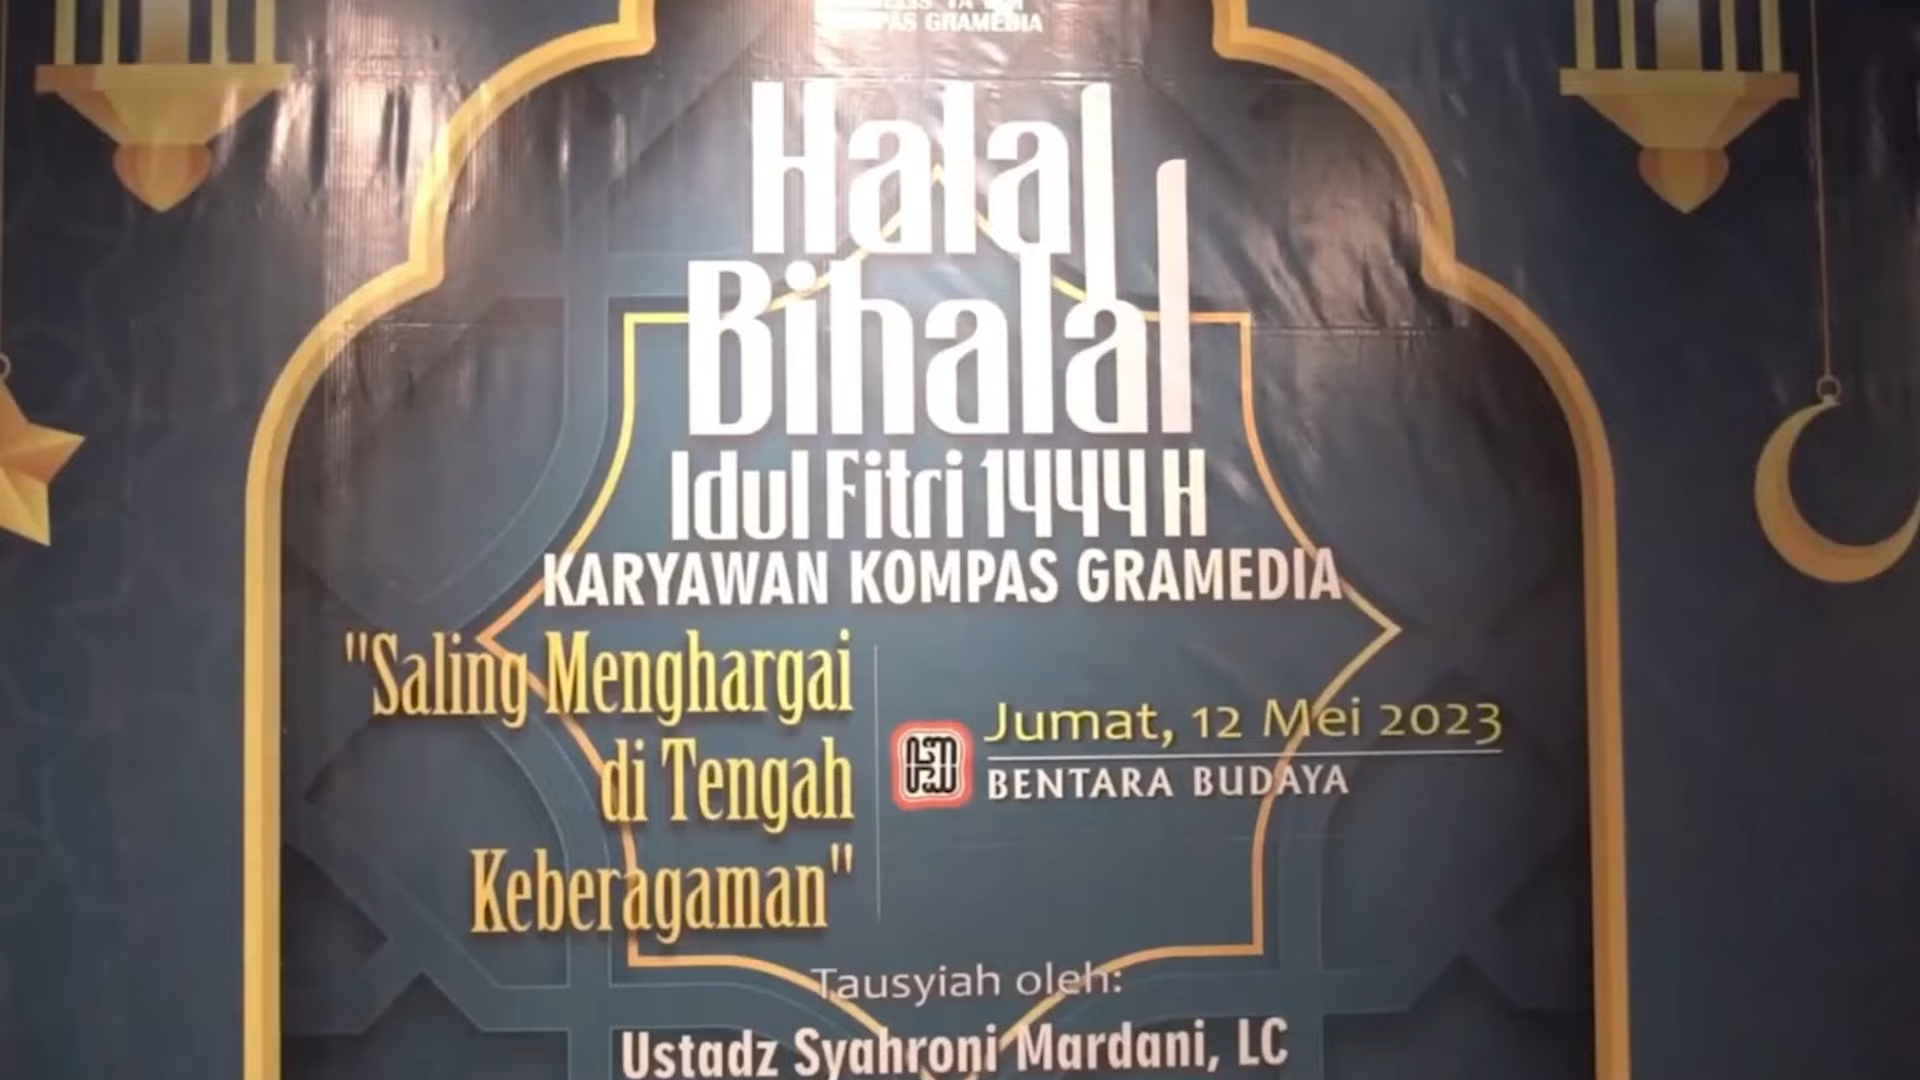 KOMPAS GRAMEDIA
Halal
Bihalal
Idul Fitri 1444 H
KARYAWAN KOMPAS GRAMEDIA
"Saling Menghargai
di Tengah
Keberagaman"
Jumat, 12 Mei 2023
BENTARA BUDAYA
Tausyiah oleh:
Ustadz Syahroni Mardani, LC